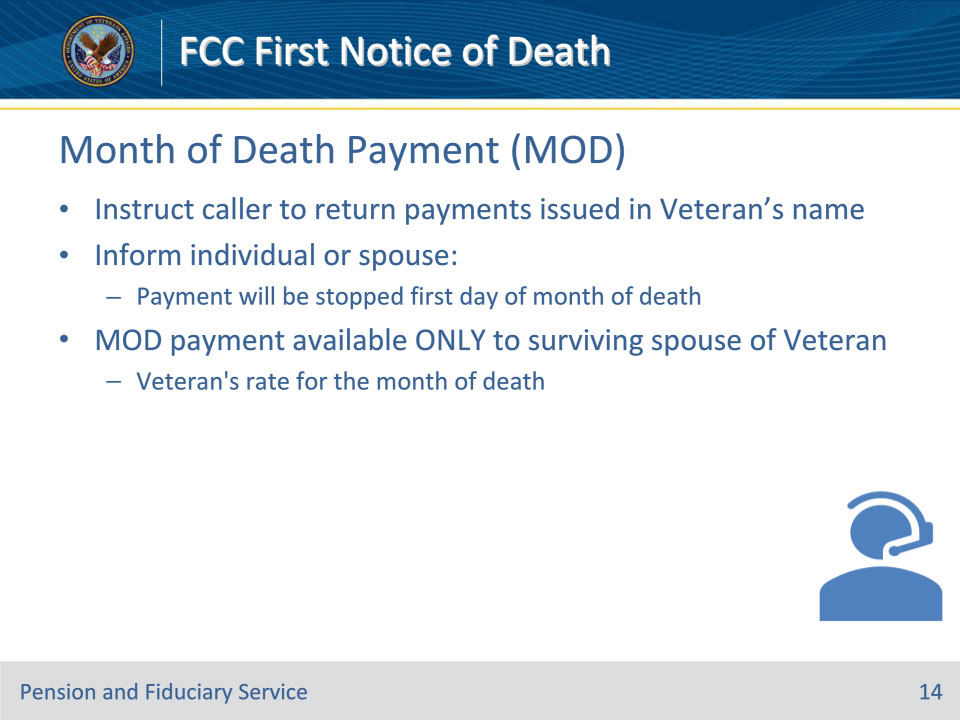 FCC First Notice of Death
Month of Death Payment (MOD)
• Instruct caller to return payments issued in Veteran’s name
• Inform individual or spouse:
– Payment will be stopped first day of month of death
• MOD payment available ONLY to surviving spouse of Veteran
– Veteran's rate for the month of death
Pension and Fiduciary Service
14